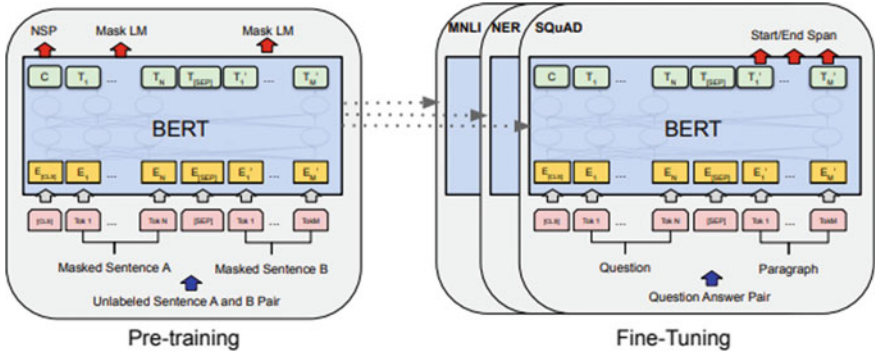 NSP Mask LM Mask LM
C T1 ... TN T[SEP] T1' ... TM'
BERT
E[CLS] E1 ... EN E[SEP] E1' ... EM'
[CLS] Tok 1 ... Tok N [SEP] Tok 1 ... TokM
Masked Sentence A Masked Sentence B
Unlabeled Sentence A and B Pair
Pre-training
MNLI NER SQuAD
Start/End Span
C T1 ... TN T[SEP] T1' ... TM'
BERT
E[CLS] E1 ... EN E[SEP] E1' ... EM'
[CLS] Tok 1 ... Tok N [SEP] Tok 1 ... TokM
Question Paragraph
Question Answer Pair
Fine-Tuning